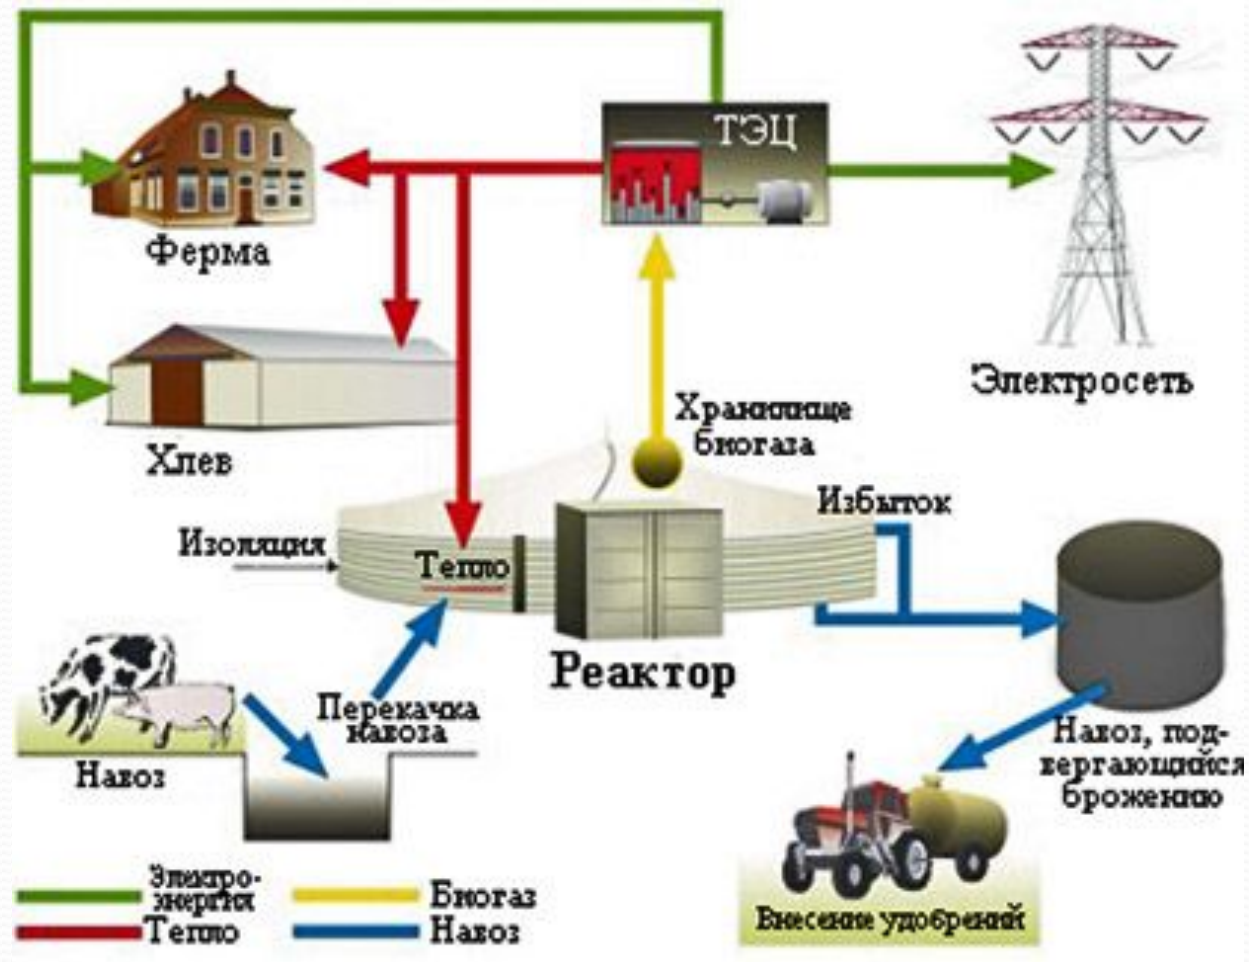 ТЭЦ
Ферма
Электросеть
Хранилище
биогаза
Хлев
Избыток
Изоляция
Тепло
Реактор
Перекачка
навоза
Навоз
Навоз, под-
вергающийся
брожению
Электро-
энергия
Биогаз
Тепло
Навоз
Внесение удобрений